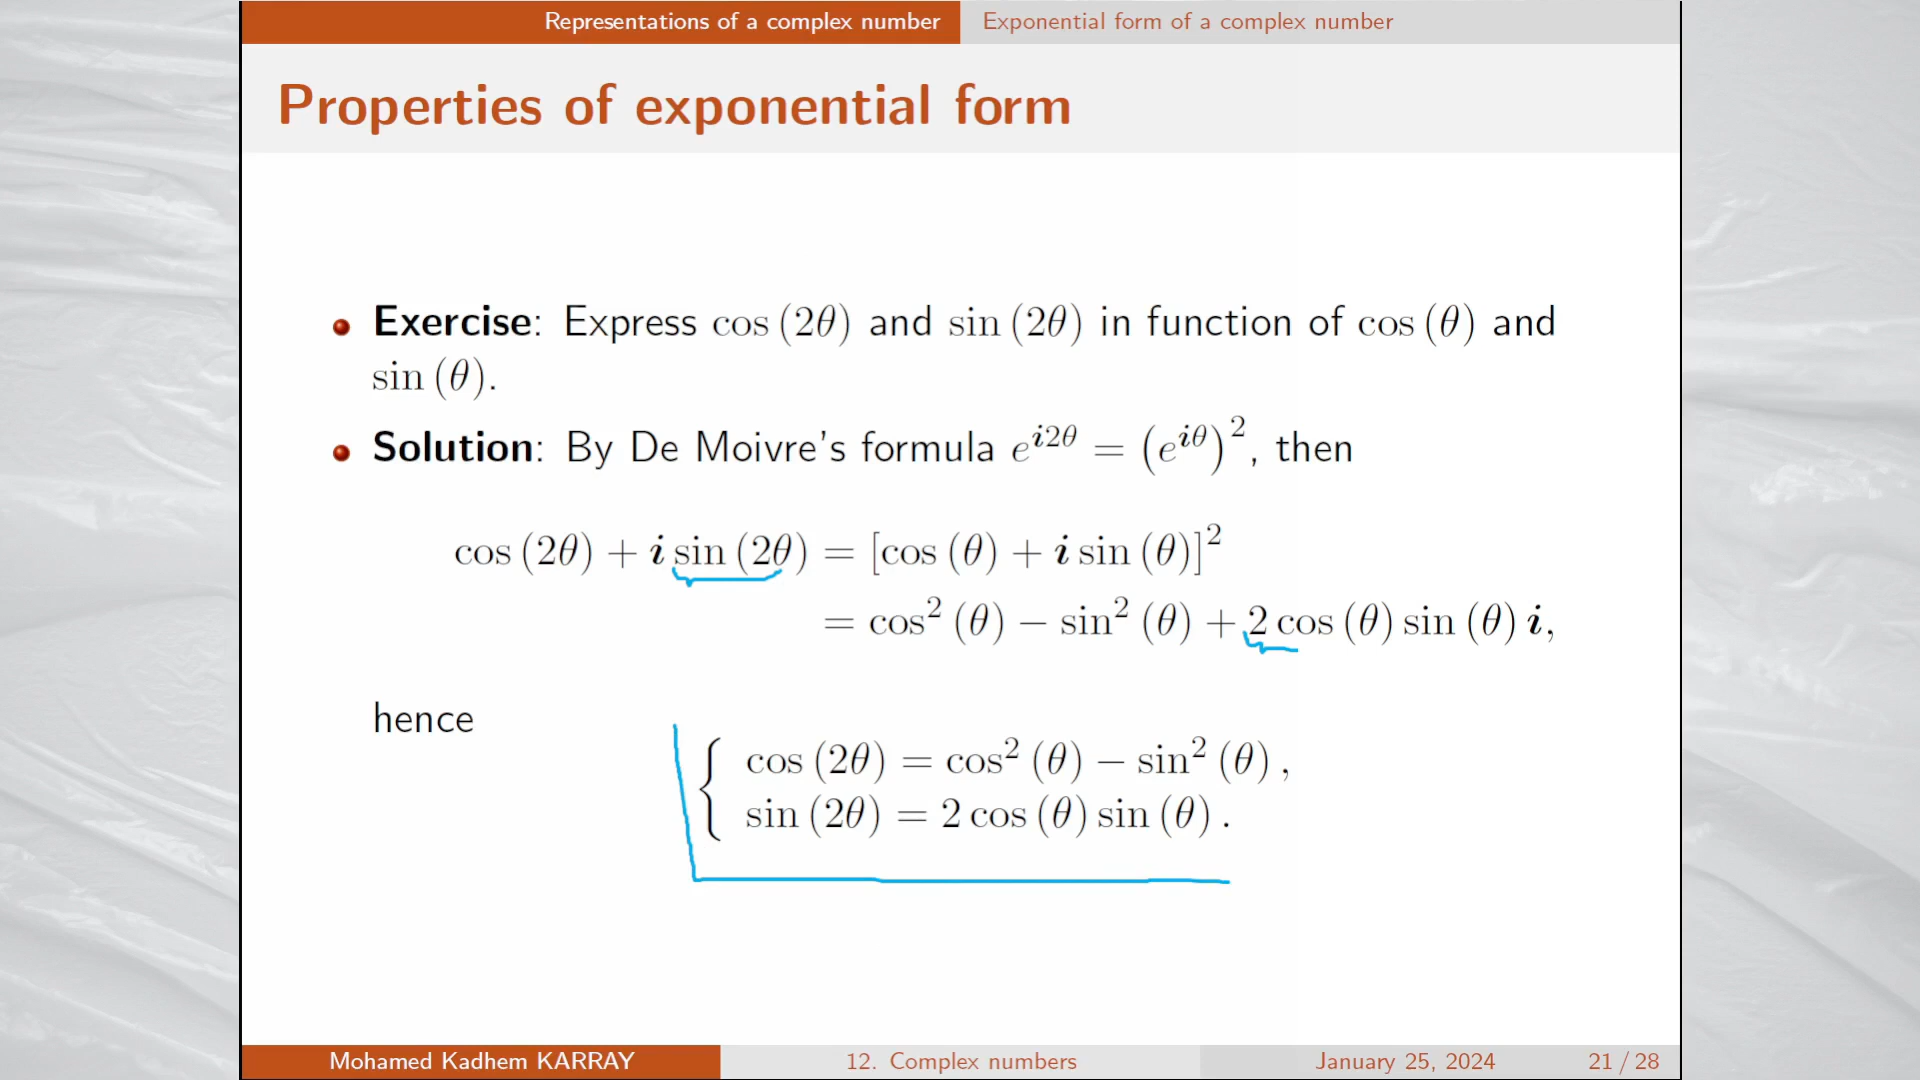 Representations of a complex number Exponential form of a complex number
Properties of exponential form
Exercise: Express cos (2θ) and sin (2θ) in function of cos (θ) and
sin (θ).
Solution: By De Moivre's formula e^{i2θ} = (e^{iθ})^2, then
cos (2θ) + i sin (2θ) = [cos (θ) + i sin (θ)]^2
= cos^2 (θ) − sin^2 (θ) + 2 cos (θ) sin (θ) i,
hence
cos (2θ) = cos^2 (θ) − sin^2 (θ) ,
sin (2θ) = 2 cos (θ) sin (θ) .
Mohamed Kadhem KARRAY 12. Complex numbers January 25, 2024 21 / 28